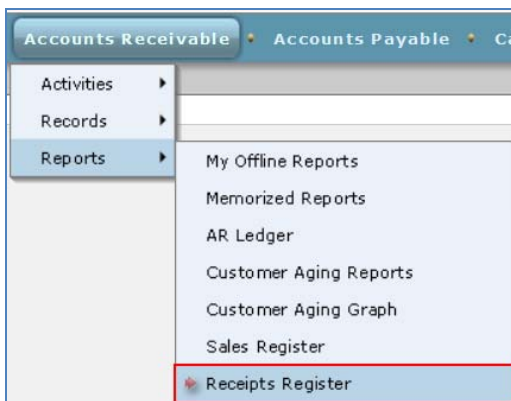 Accounts Receivable Accounts Payable Ca
Activities
Records
Reports
My Offline Reports
Memorized Reports
AR Ledger
Customer Aging Reports
Customer Aging Graph
Sales Register
Receipts Register